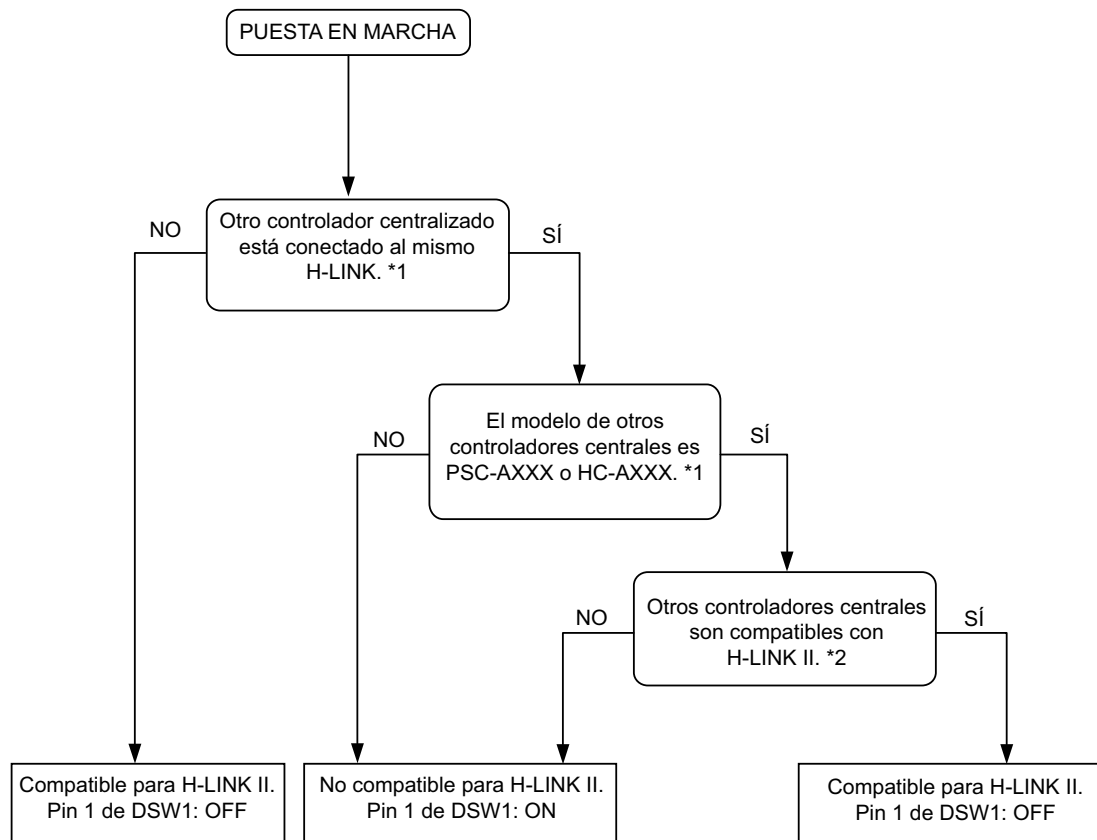 PUESTA EN MARCHA
Otro controlador centralizado
está conectado al mismo
H-LINK. *1
NO
SÍ
El modelo de otros
controladores centrales es
PSC-AXXX o HC-AXXX. *1
NO
SÍ
Otros controladores centrales
son compatibles con
H-LINK II. *2
NO
SÍ
Compatible para H-LINK II.
Pin 1 de DSW1: OFF
No compatible para H-LINK II.
Pin 1 de DSW1: ON
Compatible para H-LINK II.
Pin 1 de DSW1: OFF